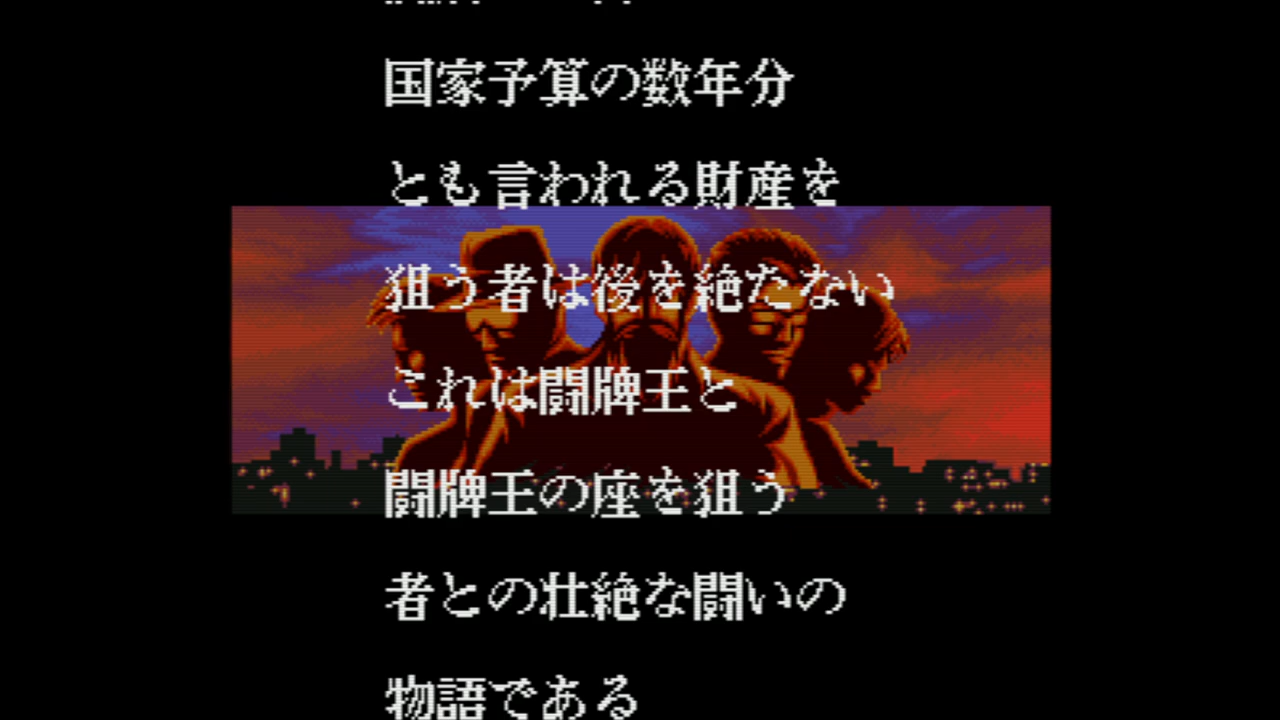 国家予算の数年分
とも言われる財産を
狙う者は後を絶たない
これは闘牌王と
闘牌王の座を狙う
者との壮絶な闘いの
物語である